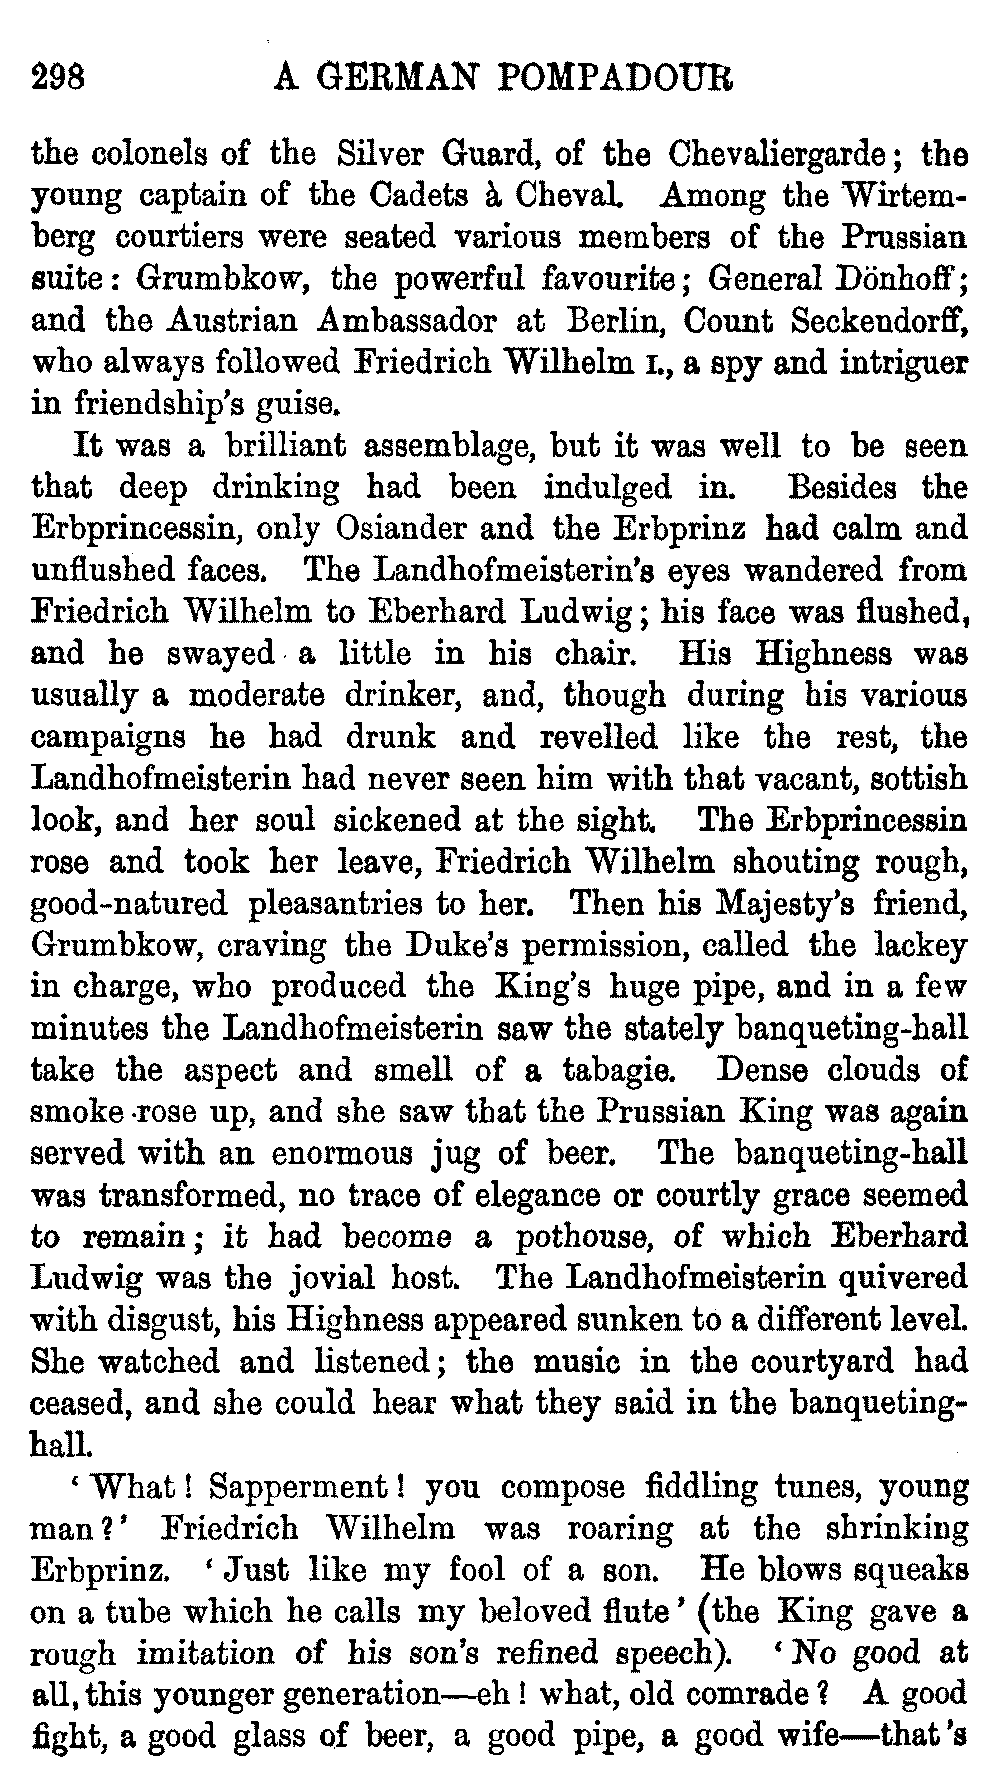 298 A GERMAN POMPADOUR
the colonels of the Silver Guard, of the Chevaliergarde; the
young captain of the Cadets à Cheval. Among the Wirtem-
berg courtiers were seated various members of the Prussian
suite: Grumbkow, the powerful favourite; General Dönhoff;
and the Austrian Ambassador at Berlin, Count Seckendorff,
who always followed Friedrich Wilhelm I., a spy and intriguer
in friendship's guise.
It was a brilliant assemblage, but it was well to be seen
that deep drinking had been indulged in. Besides the
Erbprincessin, only Osiander and the Erbprinz had calm and
unflushed faces. The Landhofmeisterin's eyes wandered from
Friedrich Wilhelm to Eberhard Ludwig; his face was flushed,
and he swayed a little in his chair. His Highness was
usually a moderate drinker, and, though during his various
campaigns he had drunk and revelled like the rest, the
Landhofmeisterin had never seen him with that vacant, sottish
look, and her soul sickened at the sight. The Erbprincessin
rose and took her leave, Friedrich Wilhelm shouting rough,
good-natured pleasantries to her. Then his Majesty's friend,
Grumbkow, craving the Duke's permission, called the lackey
in charge, who produced the King's huge pipe, and in a few
minutes the Landhofmeisterin saw the stately banqueting-hall
take the aspect and smell of a tabagie. Dense clouds of
smoke rose up, and she saw that the Prussian King was again
served with an enormous jug of beer. The banqueting-hall
was transformed, no trace of elegance or courtly grace seemed
to remain; it had become a pothouse, of which Eberhard
Ludwig was the jovial host. The Landhofmeisterin quivered
with disgust, his Highness appeared sunken to a different level.
She watched and listened; the music in the courtyard had
ceased, and she could hear what they said in the banqueting-
hall.
'What! Sapperment! you compose fiddling tunes, young
man?' Friedrich Wilhelm was roaring at the shrinking
Erbprinz. 'Just like my fool of a son. He blows squeaks
on a tube which he calls my beloved flute' (the King gave a
rough imitation of his son's refined speech). 'No good at
all, this younger generation—eh! what, old comrade? A good
fight, a good glass of beer, a good pipe, a good wife—that's